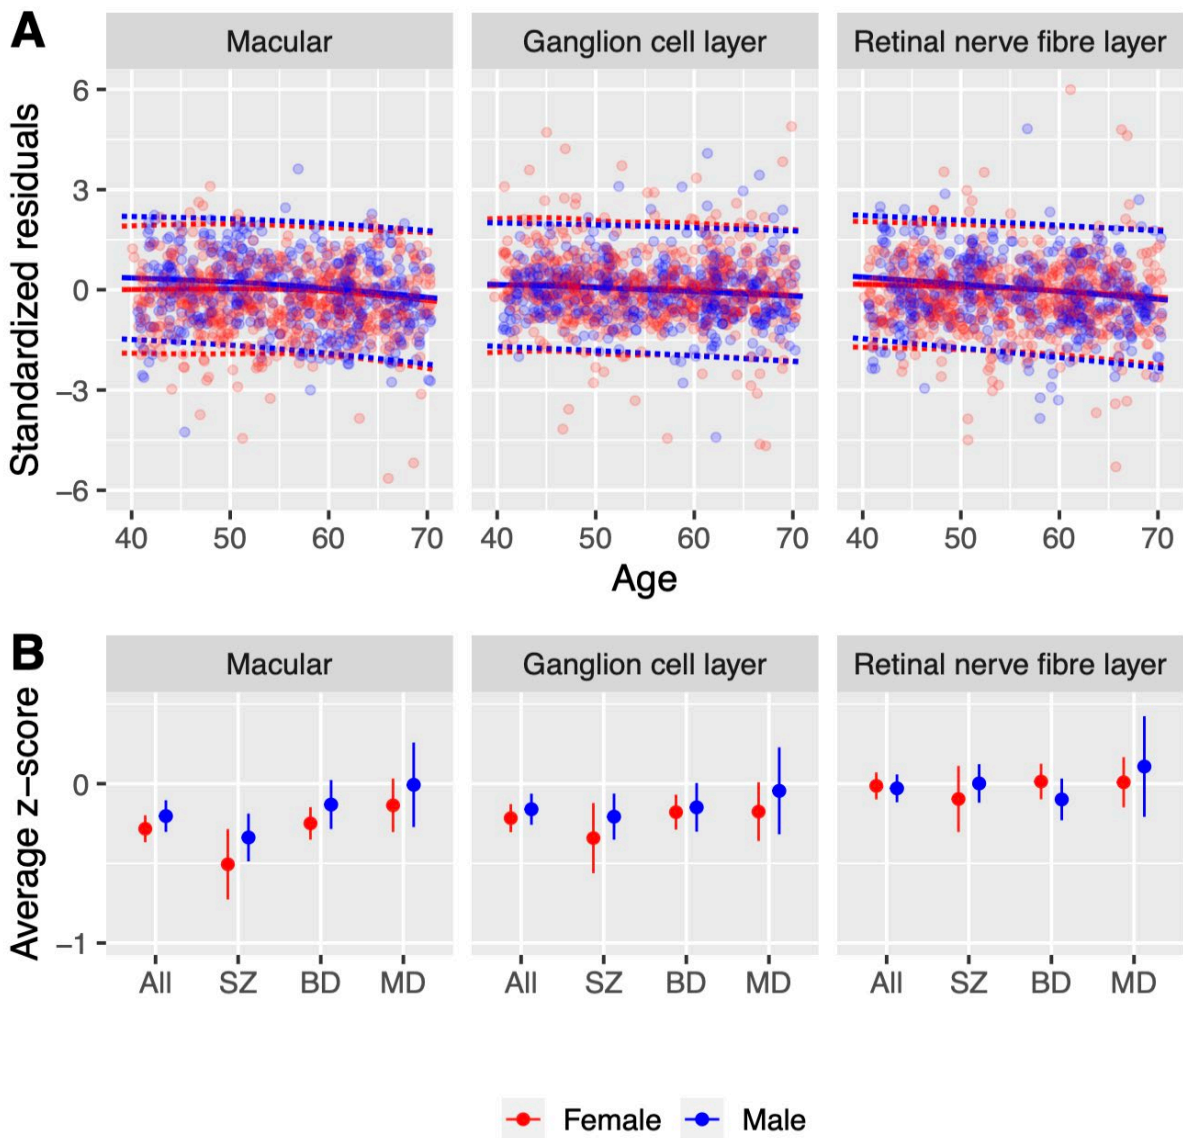 A
Macular
Ganglion cell layer
Retinal nerve fibre layer
Standardized residuals
6
3
0
−3
−6
40 50 60 70
40 50 60 70
40 50 60 70
Age
B
Macular
Ganglion cell layer
Retinal nerve fibre layer
Average z−score
0
−1
All SZ BD MD
All SZ BD MD
All SZ BD MD
Female Male